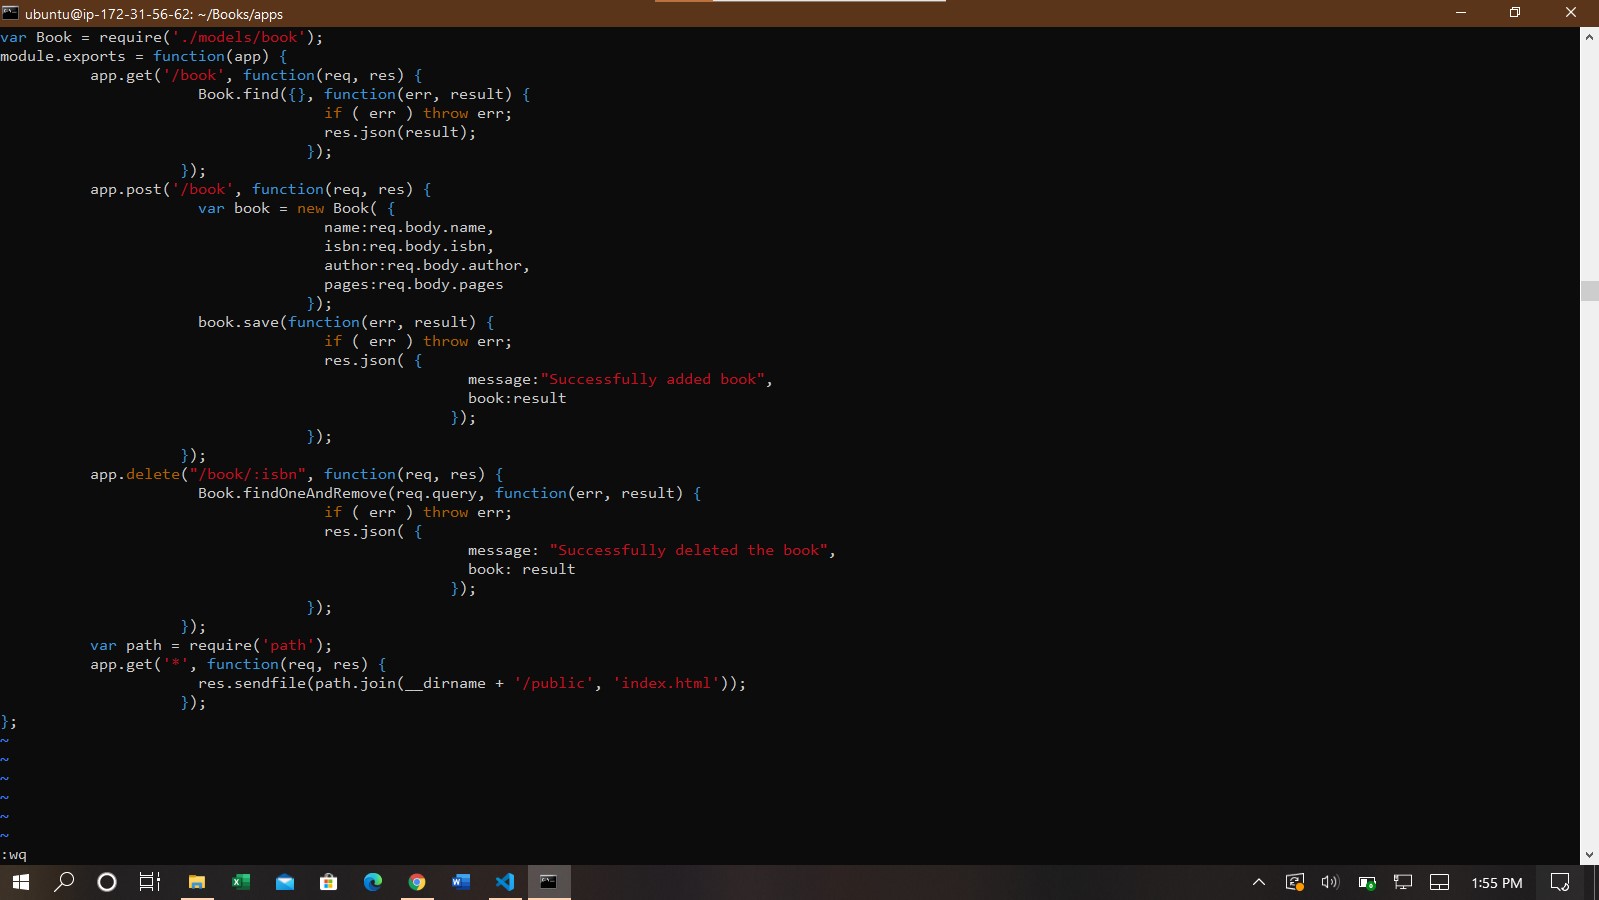 ubuntu@ip-172-31-56-62: ~/Books/apps
var Book = require('./models/book');
module.exports = function(app) {
app.get('/book', function(req, res) {
Book.find({}, function(err, result) {
if ( err ) throw err;
res.json(result);
});
});
app.post('/book', function(req, res) {
var book = new Book( {
name:req.body.name,
isbn:req.body.isbn,
author:req.body.author,
pages:req.body.pages
});
book.save(function(err, result) {
if ( err ) throw err;
res.json( {
message:"Successfully added book",
book:result
});
});
});
app.delete("/book/:isbn", function(req, res) {
Book.findOneAndRemove(req.query, function(err, result) {
if ( err ) throw err;
res.json( {
message: "Successfully deleted the book",
book: result
});
});
});
var path = require('path');
app.get('*', function(req, res) {
res.sendfile(path.join(__dirname + '/public', 'index.html'));
});
};
~
~
~
~
~
~
:wq
1:55 PM